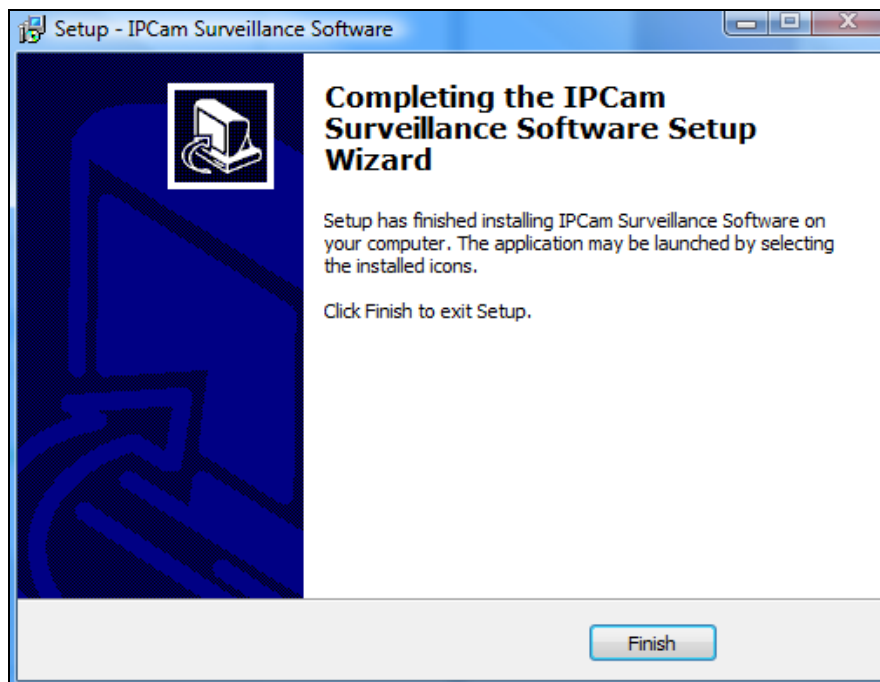 Setup - IPCam Surveillance Software
Completing the IPCam
Surveillance Software Setup
Wizard
Setup has finished installing IPCam Surveillance Software on
your computer. The application may be launched by selecting
the installed icons.
Click Finish to exit Setup.
Finish